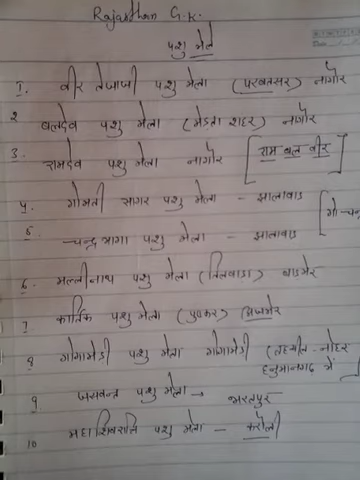 Rajasthan G.K.
पशु मेले
1. वीर तेजाजी पशु मेला (परबतसर) नागौर
2 बलदेव पशु मेला (मेड़ता शहर) नागौर
3. रामदेव पशु मेला नागौर [राम बल वीर]
4. गोमती सागर पशु मेला - झालावाड़ [गो-चन्द्र
5. चन्द्रभागा पशु मेला - झालावाड़
6. मल्लीनाथ पशु मेला (तिलवाड़ा) बाड़मेर
7 कार्तिक पशु मेला (पुष्कर) अजमेर
8 गोगामेड़ी पशु मेला गोगामेड़ी (तहसील-नोहर
हनुमानगढ़ में
9. जसवन्त पशु मेला → भरतपुर
10 महाशिवरात्रि पशु मेला - करौली